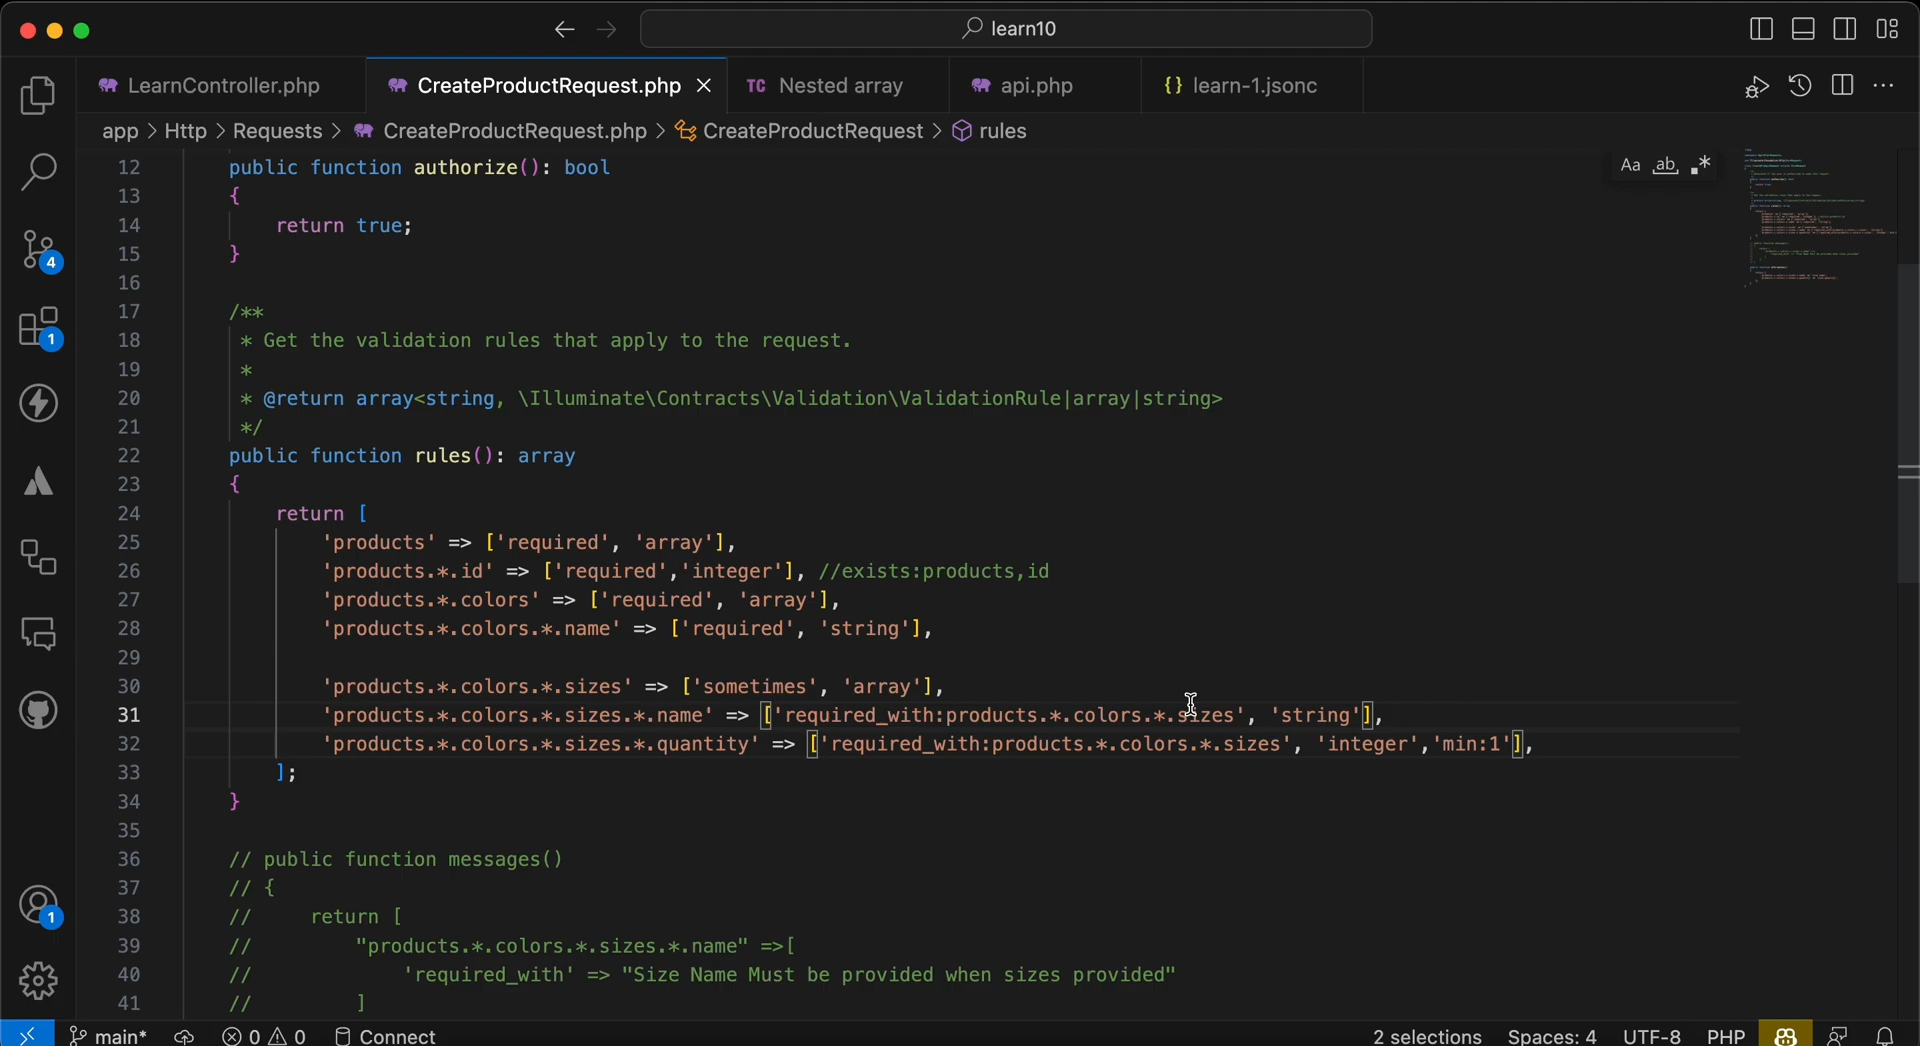 learn10
LearnController.php
CreateProductRequest.php
TC Nested array
api.php
{} learn-1.jsonc
app > Http > Requests > CreateProductRequest.php > CreateProductRequest > rules
Aa ab
12 public function authorize(): bool
13 {
14 return true;
15 }
16
17 /**
18 * Get the validation rules that apply to the request.
19 *
20 * @return array<string, \Illuminate\Contracts\Validation\ValidationRule|array|string>
21 */
22 public function rules(): array
23 {
24 return [
25 'products' => ['required', 'array'],
26 'products.*.id' => ['required','integer'], //exists:products,id
27 'products.*.colors' => ['required', 'array'],
28 'products.*.colors.*.name' => ['required', 'string'],
29
30 'products.*.colors.*.sizes' => ['sometimes', 'array'],
31 'products.*.colors.*.sizes.*.name' => ['required_with:products.*.colors.*.sizes', 'string'],
32 'products.*.colors.*.sizes.*.quantity' => ['required_with:products.*.colors.*.sizes', 'integer','min:1'],
33 ];
34 }
35
36 // public function messages()
37 // {
38 // return [
39 // "products.*.colors.*.sizes.*.name" =>[
40 // 'required_with' => "Size Name Must be provided when sizes provided"
41 // ]
4
1
1
main* 0 0 Connect 2 selections Spaces: 4 UTF-8 PHP